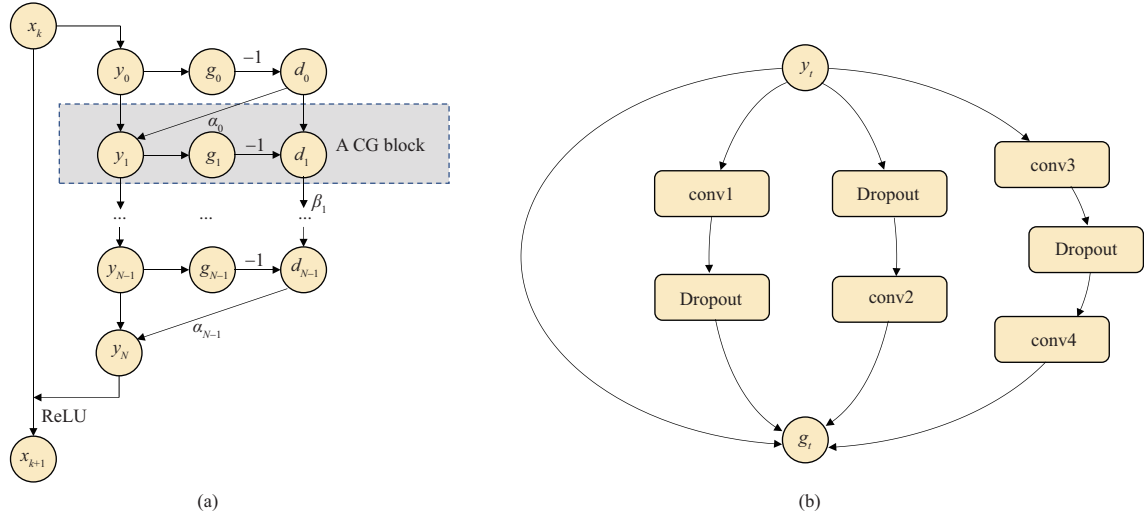 x_k
y_0
g_0
−1
d_0
α_0
y_1
g_1
−1
d_1
A CG block
β_1
... ... ...
y_{N−1}
g_{N−1}
−1
d_{N−1}
α_{N−1}
y_N
ReLU
x_{k+1}
(a)
y_t
conv1
Dropout
conv3
Dropout
Dropout
conv2
conv4
g_t
(b)